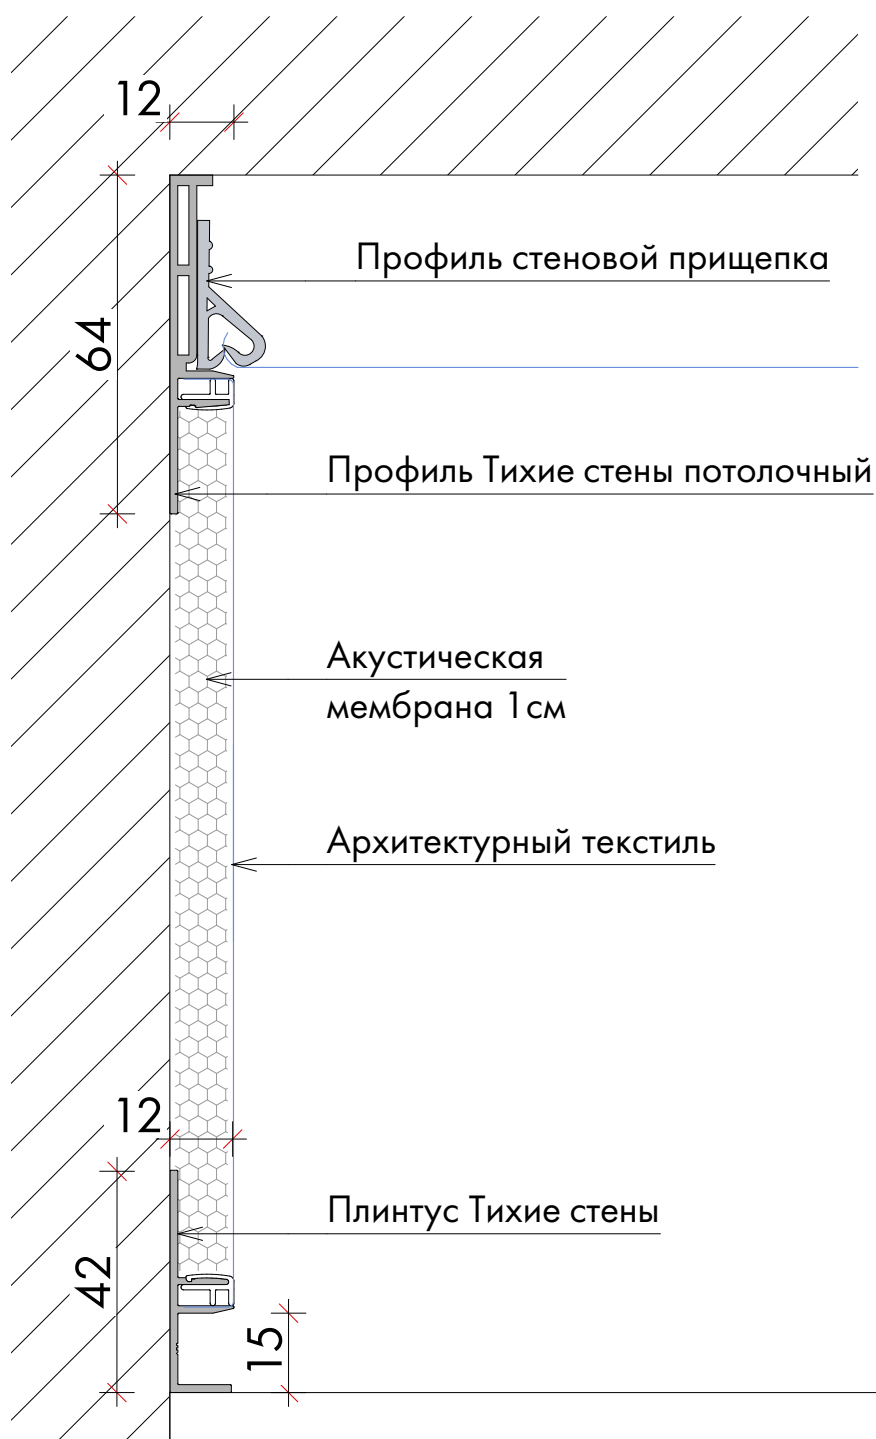 12
Профиль стеновой прищепка
64
Профиль Тихие стены потолочный
Акустическая
мембрана 1см
Архитектурный текстиль
12
Плинтус Тихие стены
42
15